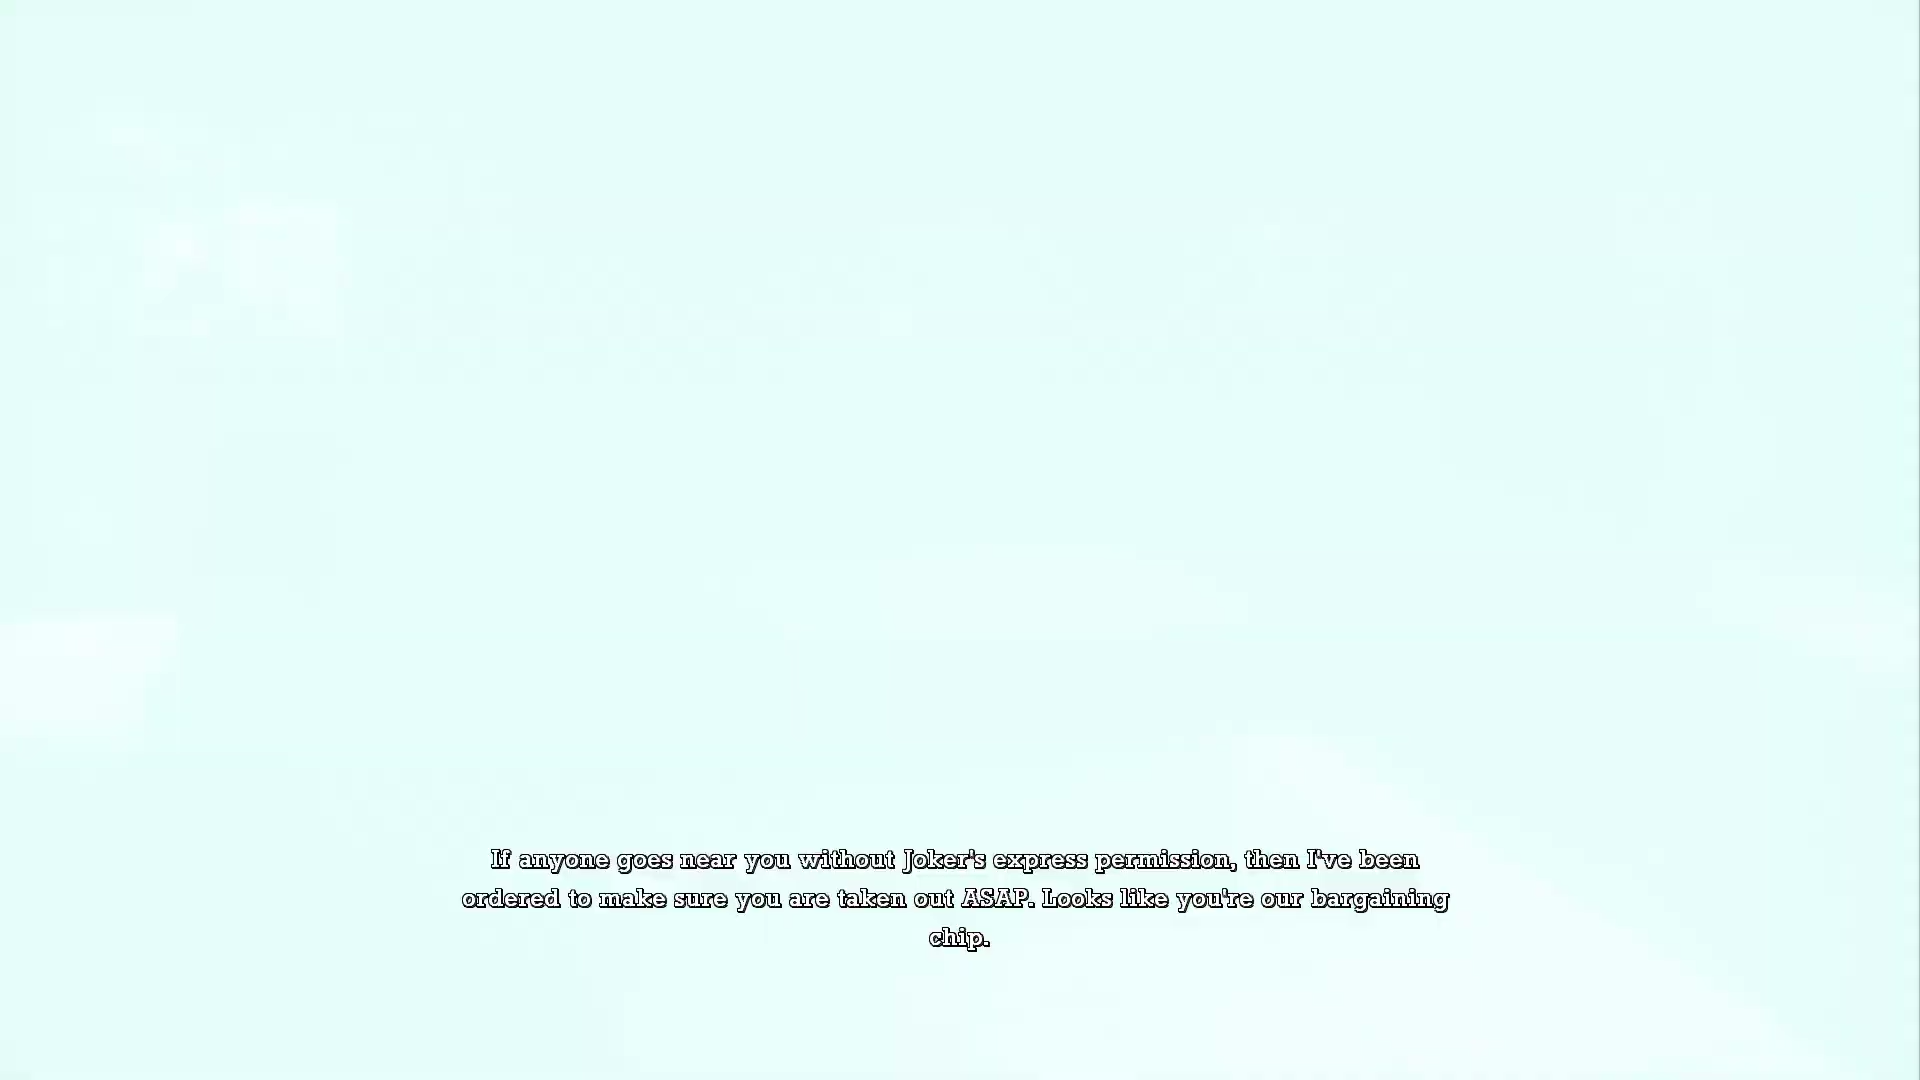 If anyone goes near you without Joker's express permission, then I've been
ordered to make sure you are taken out ASAP. Looks like you're our bargaining
chip.